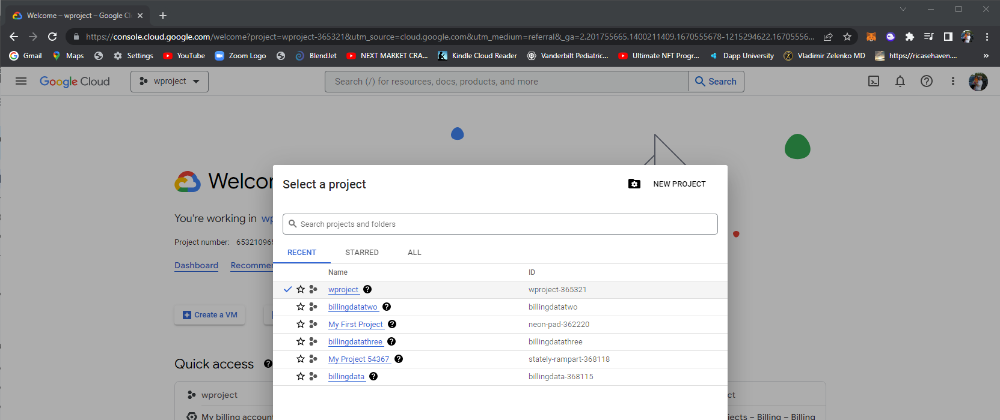 Welcome – wproject – Google Cl
https://console.cloud.google.com/welcome?project=wproject-365321&utm_source=cloud.google.com&utm_medium=referral&_ga=2.201755665.1400211409.1670555678-1215294622.16705556...
Gmail Maps Settings YouTube Zoom Logo BlendJet NEXT MARKET CRA... Kindle Cloud Reader Vanderbilt Pediatric... Ultimate NFT Progr... Dapp University Vladimir Zelenko MD https://ricasehaven.... »
Google Cloud wproject Search (/) for resources, docs, products, and more Search
Welcom
You're working in wp
Project number: 653210965
Dashboard Recommen
Create a VM
Quick access
wproject
My billing account
Select a project NEW PROJECT
Search projects and folders
RECENT STARRED ALL
Name ID
wproject wproject-365321
billingdatatwo billingdatatwo
My First Project neon-pad-362220
billingdatathree billingdatathree
My Project 54367 stately-rampart-368118
billingdata billingdata-368115
ct
jects – Billing – Billing